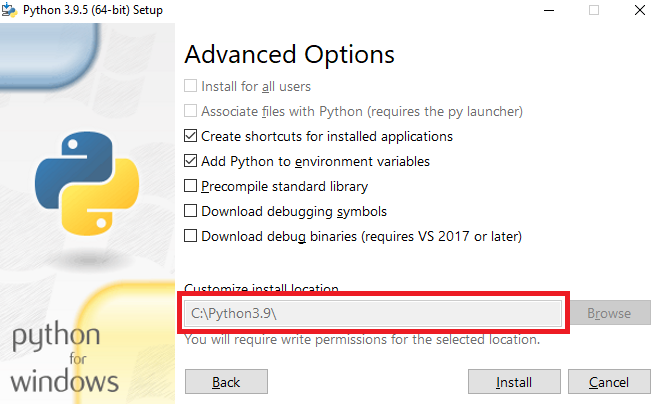 Python 3.9.5 (64-bit) Setup
Advanced Options
Install for all users
Associate files with Python (requires the py launcher)
Create shortcuts for installed applications
Add Python to environment variables
Precompile standard library
Download debugging symbols
Download debug binaries (requires VS 2017 or later)
Customize install location
C:\Python3.9\
Browse
You will require write permissions for the selected location.
python
for
windows
Back
Install
Cancel